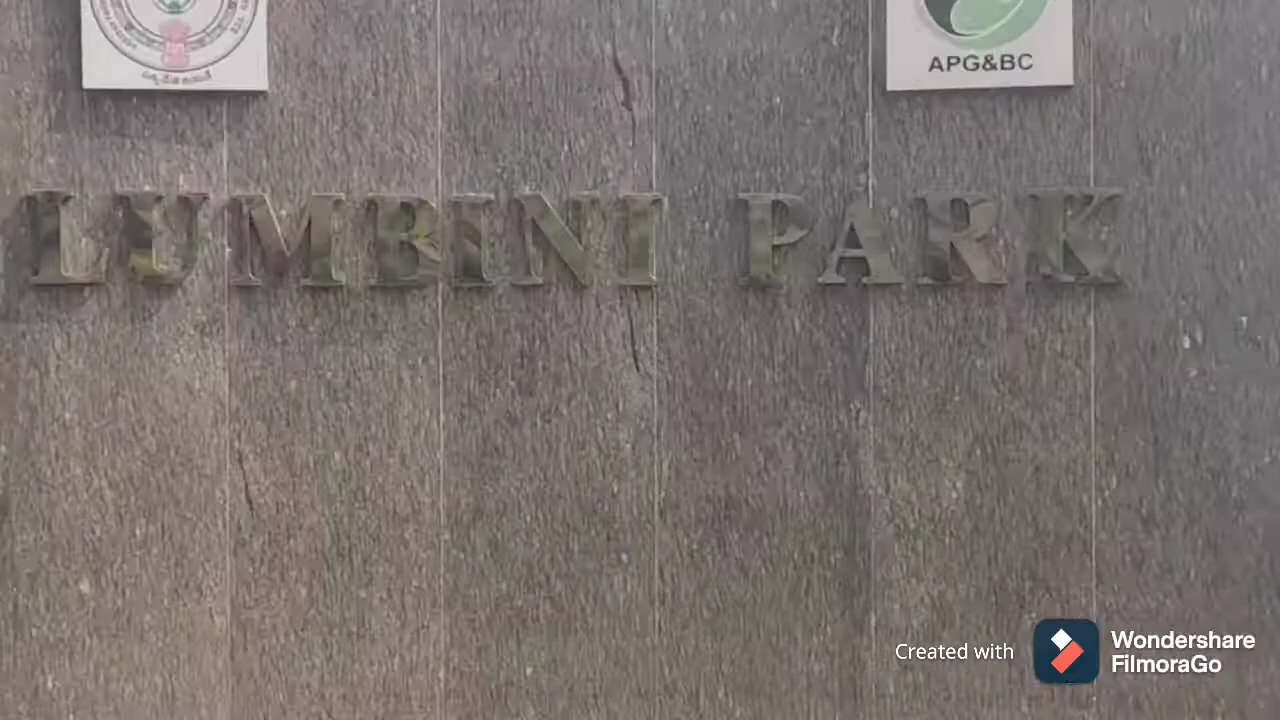 APG&BC
LUMBINI PARK
Created with
Wondershare
FilmoraGo